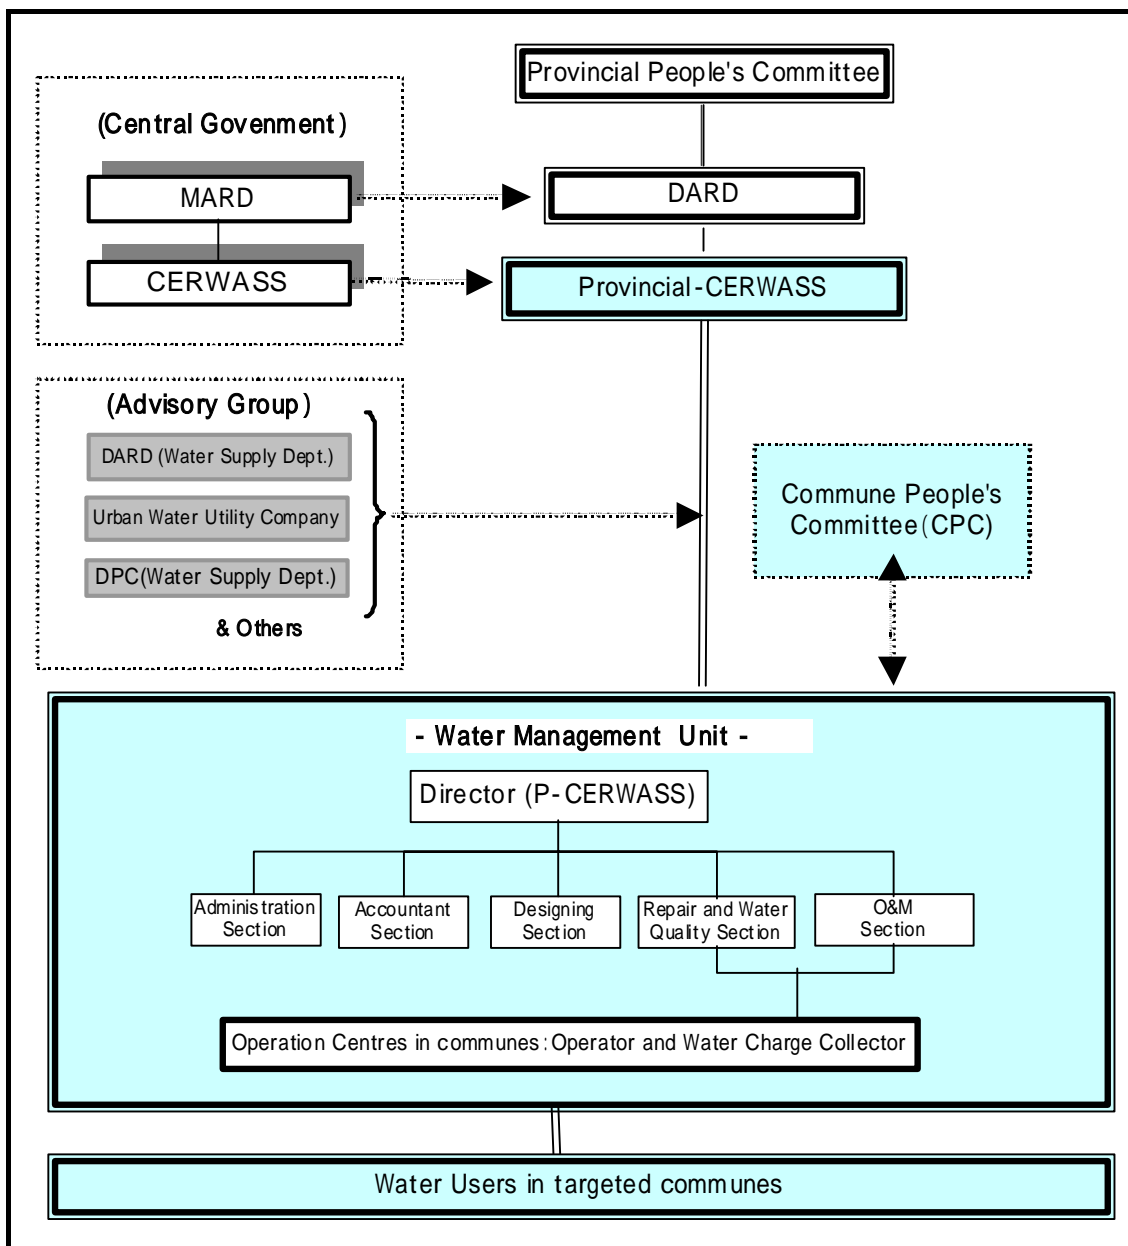 Provincial People's Committee
(Central Govenment)
MARD
DARD
CERWASS
Provincial-CERWASS
(Advisory Group)
DARD (Water Supply Dept.)
Urban Water Utility Company
DPC(Water Supply Dept.)
& Others
Commune People's
Committee(CPC)
- Water Management Unit -
Director (P-CERWASS)
Administration
Section
Accountant
Section
Designing
Section
Repair and Water
Quality Section
O&M
Section
Operation Centres in communes:Operator and Water Charge Collector
Water Users in targeted communes